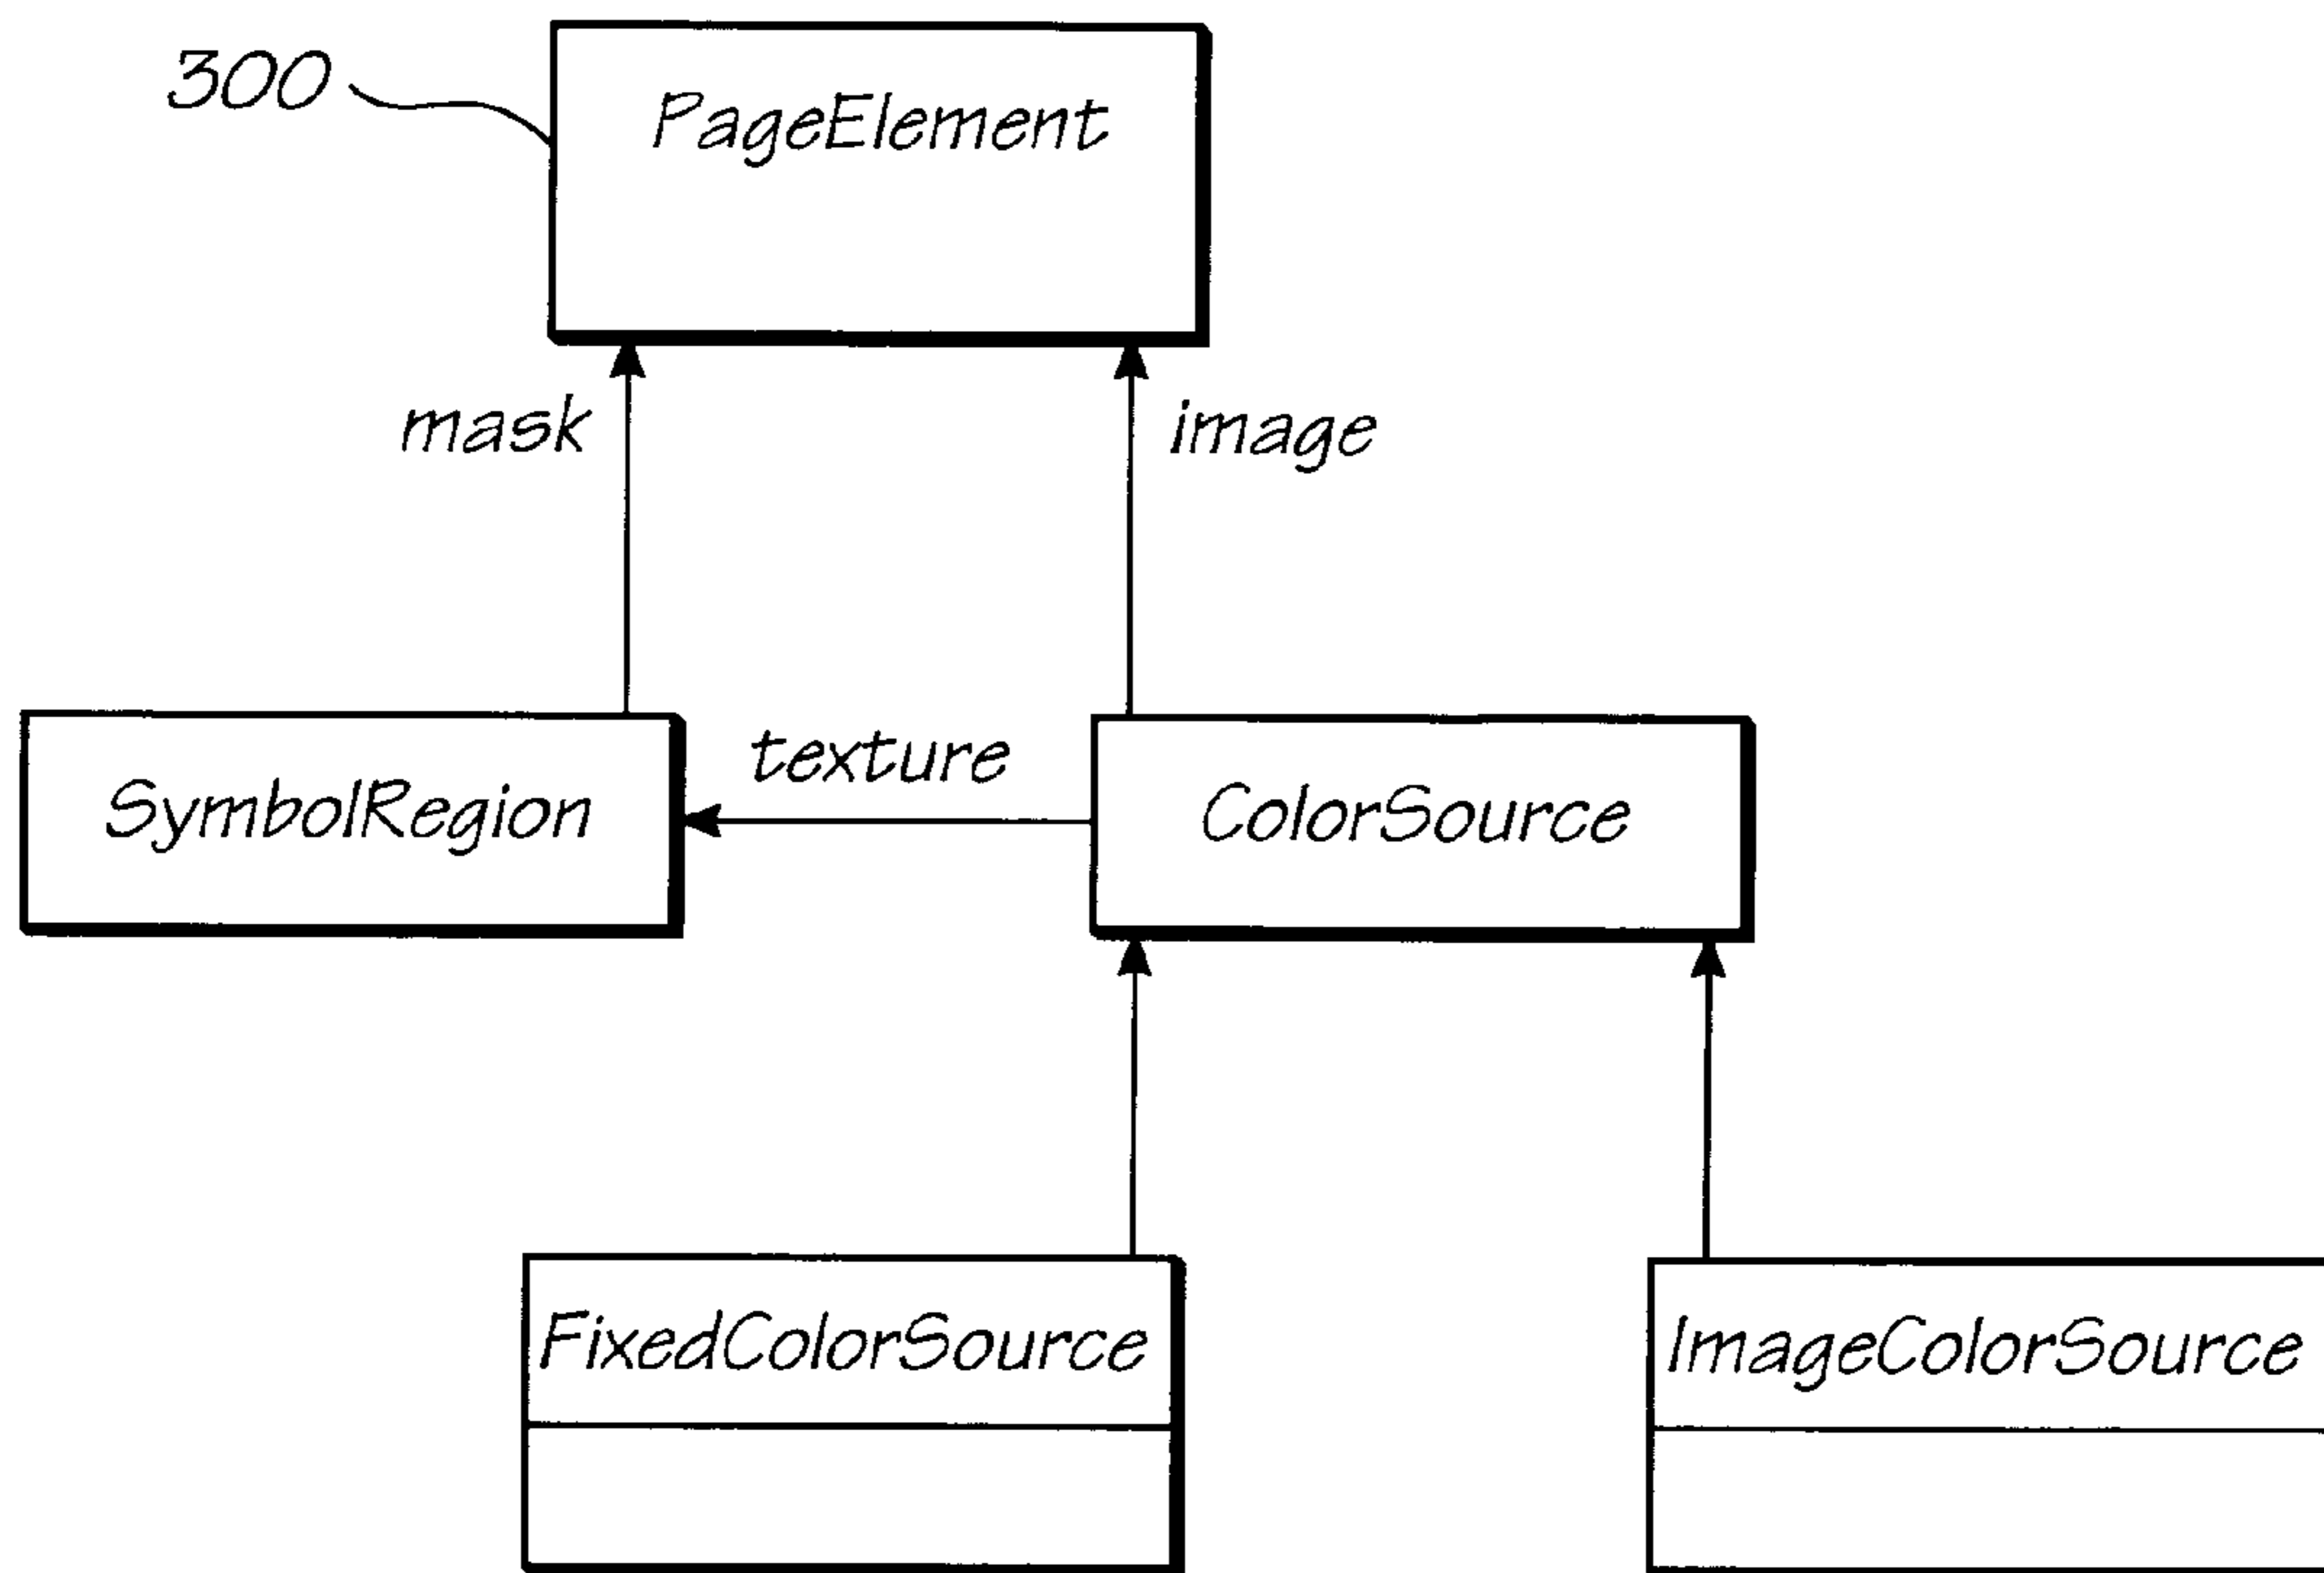 300
PageElement
mask
image
SymbolRegion
texture
ColorSource
FixedColorSource
ImageColorSource